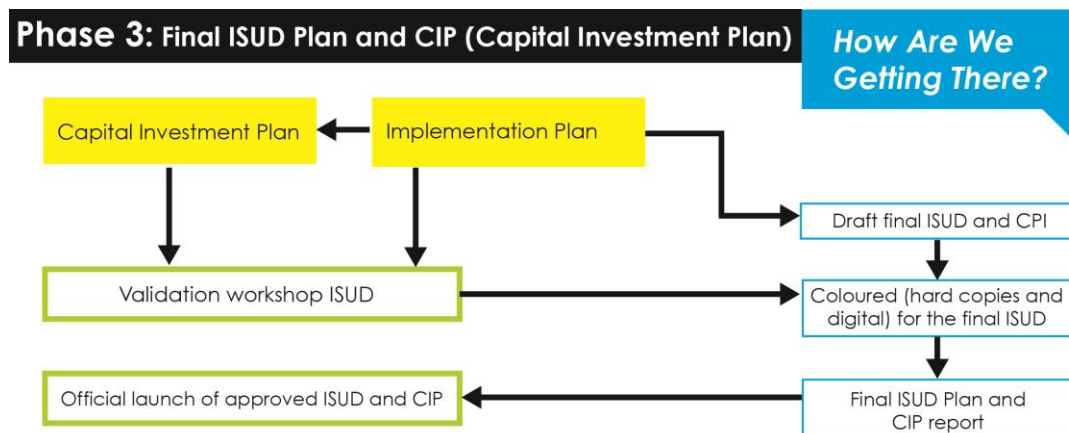 Phase 3: Final ISUD Plan and CIP (Capital Investment Plan)
How Are We
Getting There?
Capital Investment Plan
Implementation Plan
Draft final ISUD and CPI
Validation workshop ISUD
Coloured (hard copies and
digital) for the final ISUD
Official launch of approved ISUD and CIP
Final ISUD Plan and
CIP report